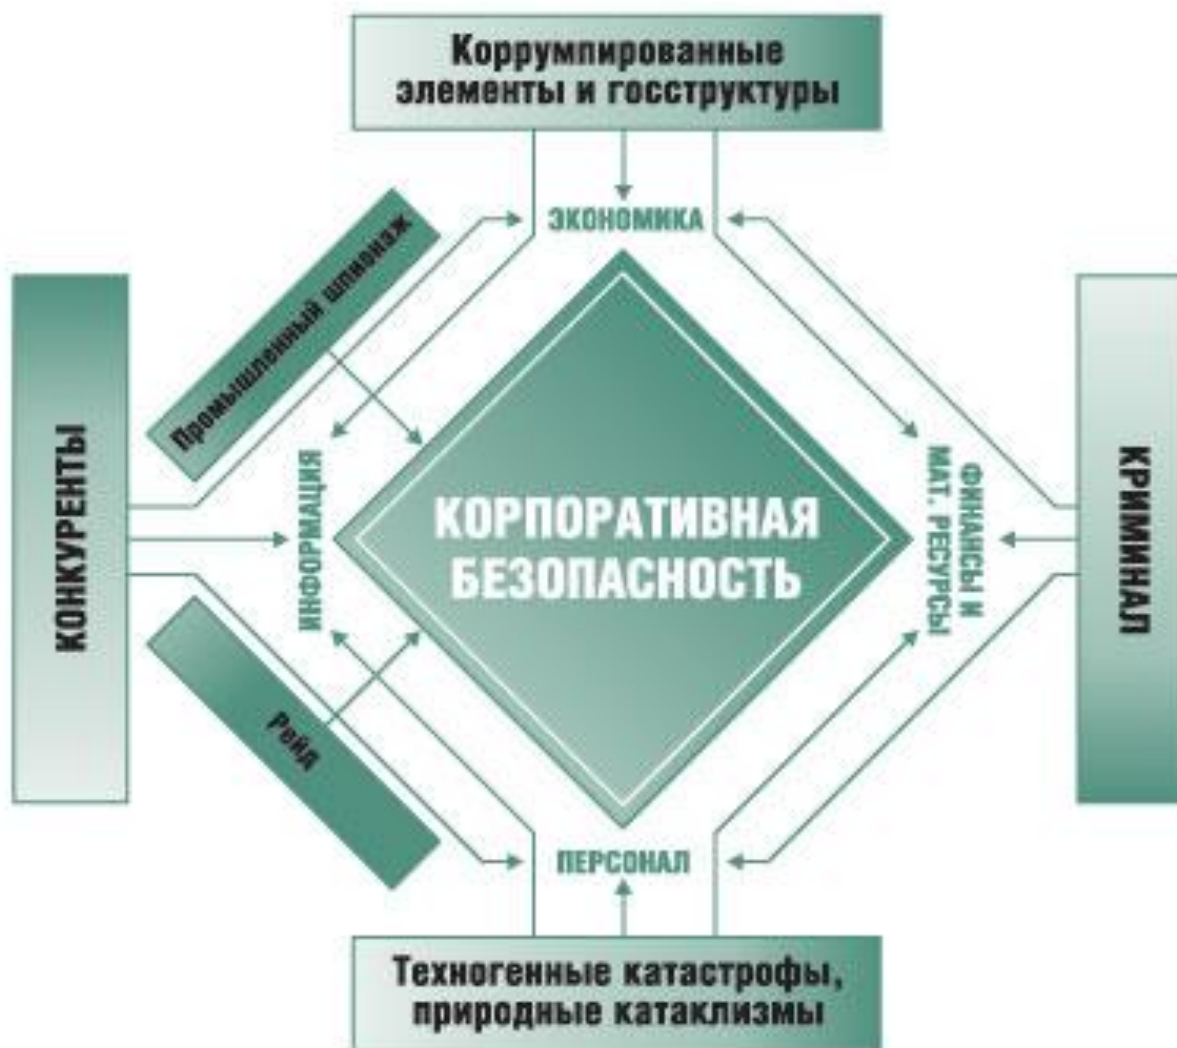 Коррумпированные
элементы и госструктуры
ЭКОНОМИКА
Промышленный шпионаж
КОНКУРЕНТЫ
ИНФОРМАЦИЯ
КОРПОРАТИВНАЯ
БЕЗОПАСНОСТЬ
ФИНАНСЫ И
МАТ. РЕСУРСЫ
КРИМИНАЛ
Рейд
ПЕРСОНАЛ
Техногенные катастрофы,
природные катаклизмы